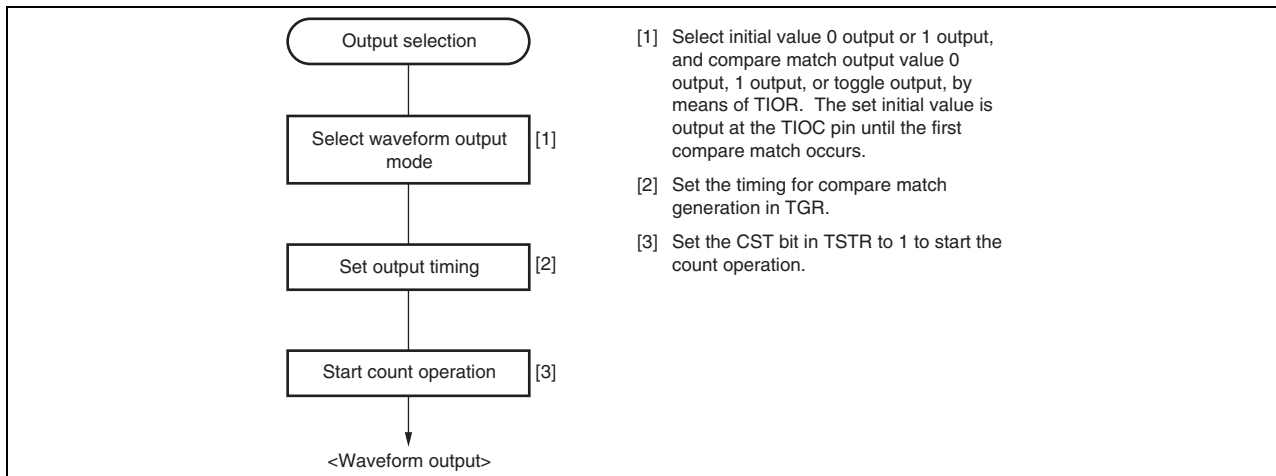 Output selection
Select waveform output
mode
[1]
Set output timing
[2]
Start count operation
[3]
<Waveform output>
[1] Select initial value 0 output or 1 output,
and compare match output value 0
output, 1 output, or toggle output, by
means of TIOR. The set initial value is
output at the TIOC pin until the first
compare match occurs.
[2] Set the timing for compare match
generation in TGR.
[3] Set the CST bit in TSTR to 1 to start the
count operation.